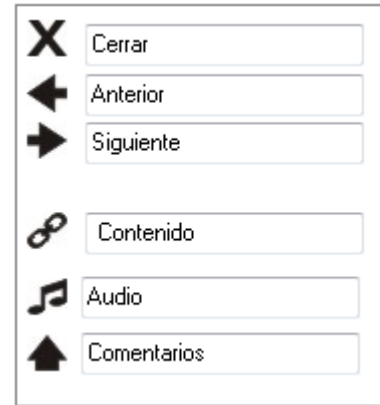 Cerrar
Anterior
Siguiente
Contenido
Audio
Comentarios